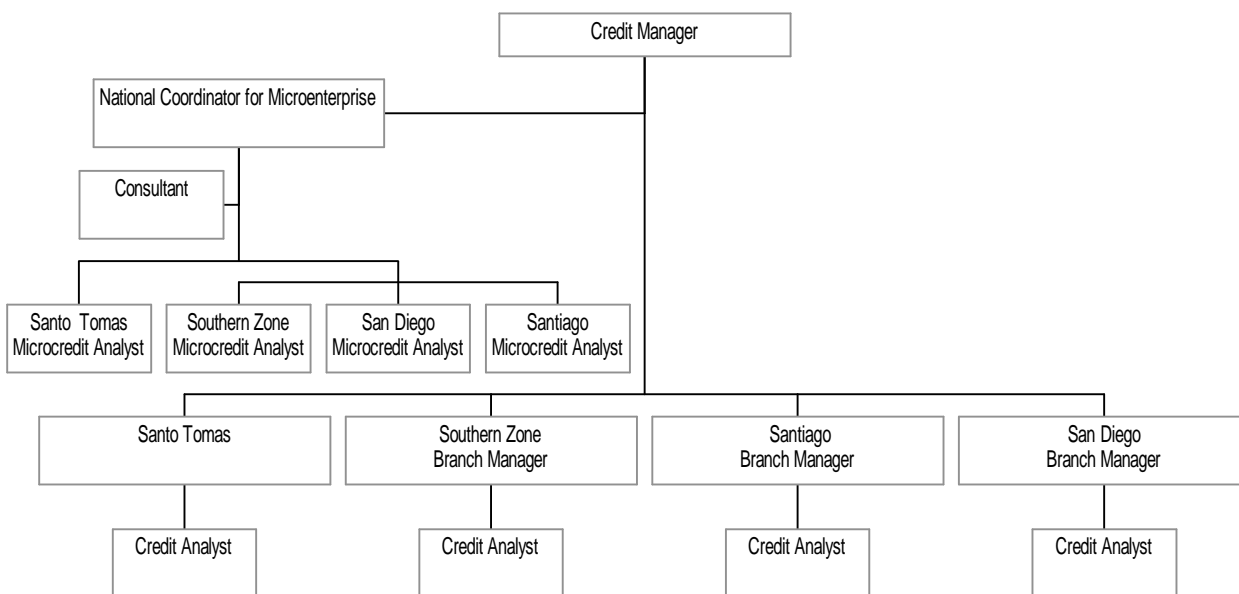 Credit Manager
National Coordinator for Microenterprise
Consultant
Santo Tomas
Microcredit Analyst
Southern Zone
Microcredit Analyst
San Diego
Microcredit Analyst
Santiago
Microcredit Analyst
Santo Tomas
Southern Zone
Branch Manager
Santiago
Branch Manager
San Diego
Branch Manager
Credit Analyst
Credit Analyst
Credit Analyst
Credit Analyst